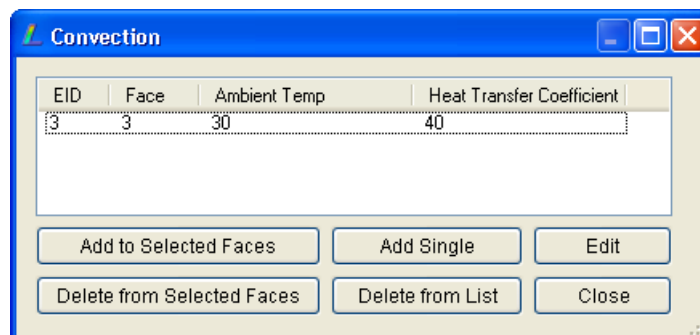 Convection
EID Face Ambient Temp Heat Transfer Coefficient
3 3 30 40
Add to Selected Faces Add Single Edit
Delete from Selected Faces Delete from List Close